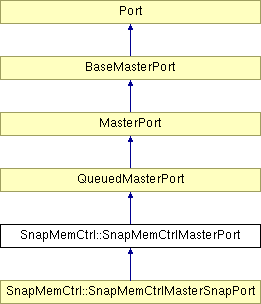 Port
BaseMasterPort
MasterPort
QueuedMasterPort
SnapMemCtrl::SnapMemCtrlMasterPort
SnapMemCtrl::SnapMemCtrlMasterSnapPort